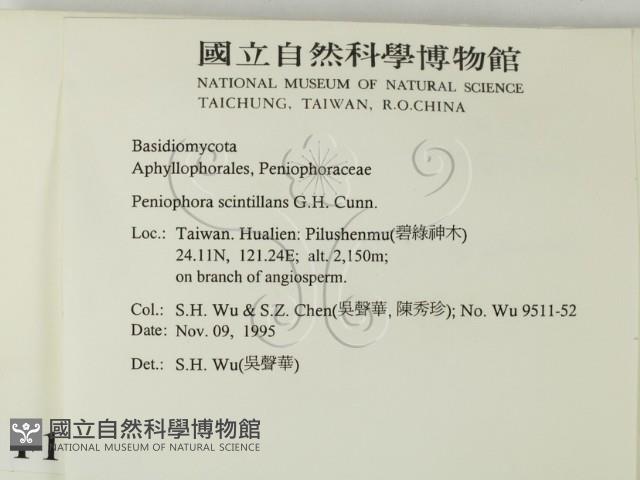 國立自然科學博物館
NATIONAL MUSEUM OF NATURAL SCIENCE
TAICHUNG, TAIWAN, R.O.CHINA
Basidiomycota
Aphyllophorales, Peniophoraceae
Peniophora scintillans G.H. Cunn.
Loc.: Taiwan. Hualien: Pilushenmu(碧綠神木)
24.11N, 121.24E; alt. 2,150m;
on branch of angiosperm.
Col.: S.H. Wu & S.Z. Chen(吳聲華, 陳秀珍); No. Wu 9511-52
Date: Nov. 09, 1995
Det.: S.H. Wu(吳聲華)
國立自然科學博物館
NATIONAL MUSEUM OF NATURAL SCIENCE